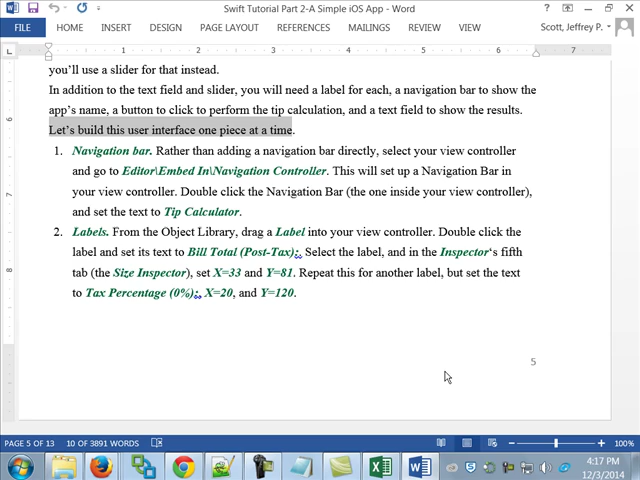 Swift Tutorial Part 2-A Simple iOS App - Word
FILE HOME INSERT DESIGN PAGE LAYOUT REFERENCES MAILINGS REVIEW VIEW Scott, Jeffrey P.
1 2 3 4 5 6 7
you'll use a slider for that instead.
In addition to the text field and slider, you will need a label for each, a navigation bar to show the
app's name, a button to click to perform the tip calculation, and a text field to show the results.
Let's build this user interface one piece at a time.
1. Navigation bar. Rather than adding a navigation bar directly, select your view controller
and go to Editor\Embed In\Navigation Controller. This will set up a Navigation Bar in
your view controller. Double click the Navigation Bar (the one inside your view controller),
and set the text to Tip Calculator.
2. Labels. From the Object Library, drag a Label into your view controller. Double click the
label and set its text to Bill Total (Post-Tax):. Select the label, and in the Inspector‘s fifth
tab (the Size Inspector), set X=33 and Y=81. Repeat this for another label, but set the text
to Tax Percentage (0%):, X=20, and Y=120.
6
7
8
5
PAGE 5 OF 13 10 OF 3891 WORDS 100%
4:17 PM
12/3/2014